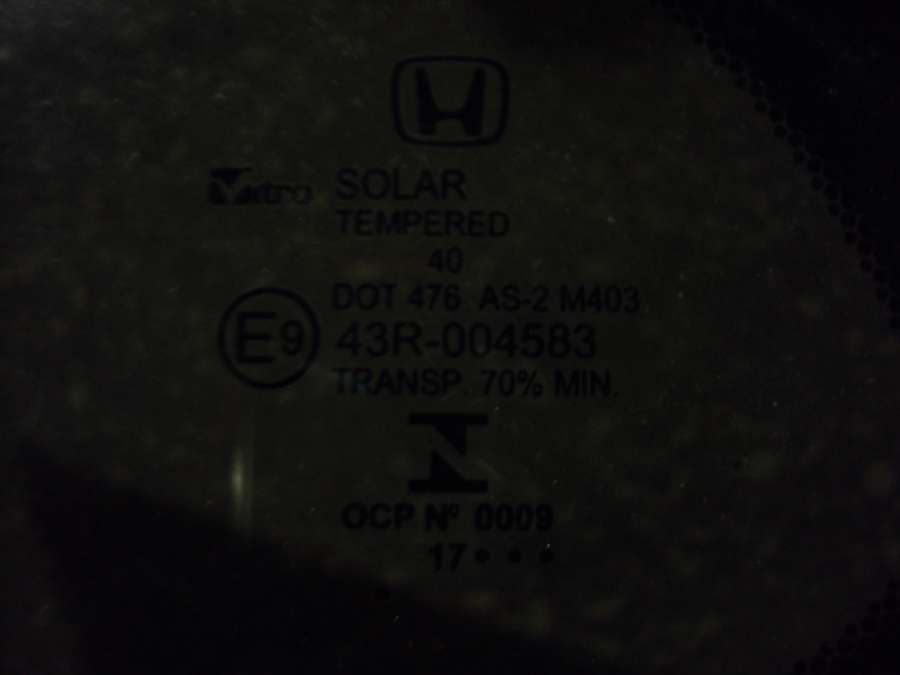 Vitro SOLAR
TEMPERED
40
DOT 476 AS-2 M403
E9 43R-004583
TRANSP. 70% MIN.
OCP Nº 0009
17 • • •